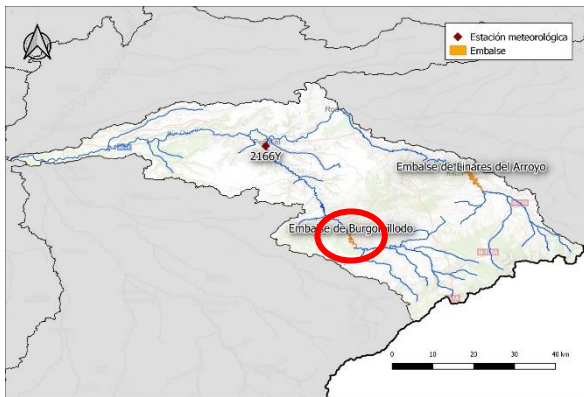 Estación meteorológica
Embalse
2166Y
Embalse de Linares del Arroyo
Embalse de Burgomillodo
0 10 20 30 40 km